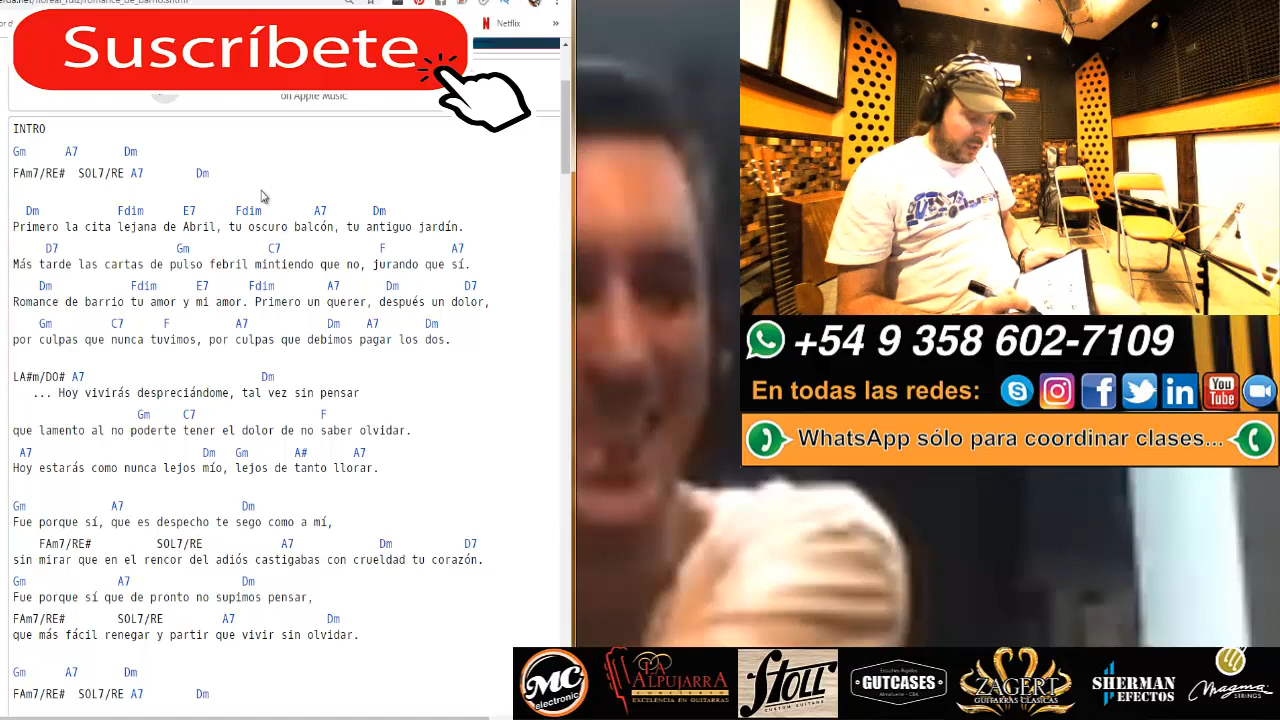 Netflix
»
Suscríbete
on Apple Music
INTRO
Gm A7 Dm
FAm7/RE# SOL7/RE A7 Dm
Dm Fdim E7 Fdim A7 Dm
Primero la cita lejana de Abril, tu oscuro balcón, tu antiguo jardín.
D7 Gm C7 F A7
Más tarde las cartas de pulso febril mintiendo que no, jurando que sí.
Dm Fdim E7 Fdim A7 Dm D7
Romance de barrio tu amor y mi amor. Primero un querer, después un dolor,
Gm C7 F A7 Dm A7 Dm
por culpas que nunca tuvimos, por culpas que debimos pagar los dos.
LA#m/DO# A7 Dm
... Hoy vivirás despreciándome, tal vez sin pensar
Gm C7 F
que lamento al no poderte tener el dolor de no saber olvidar.
A7 Dm Gm A# A7
Hoy estarás como nunca lejos mío, lejos de tanto llorar.
Gm A7 Dm
Fue porque sí, que es despecho te sego como a mí,
FAm7/RE# SOL7/RE A7 Dm D7
sin mirar que en el rencor del adiós castigabas con crueldad tu corazón.
Gm A7 Dm
Fue porque sí que de pronto no supimos pensar,
FAm7/RE# SOL7/RE A7 Dm
que más fácil renegar y partir que vivir sin olvidar.
Gm A7 Dm
FAm7/RE# SOL7/RE A7 Dm
+54 9 358 602-7109
En todas las redes:
in
You
Tube
WhatsApp sólo para coordinar clases...
MC
electronic
LA
ALPUJARRA
CONCIERTO
EXCELENCIA EN GUITARRAS
STOLL
CUSTOM GUITARS
GUTCASES
ZAGERT
GUITARRAS CLASICAS
SHERMAN
EFECTOS
Magma
STRINGS